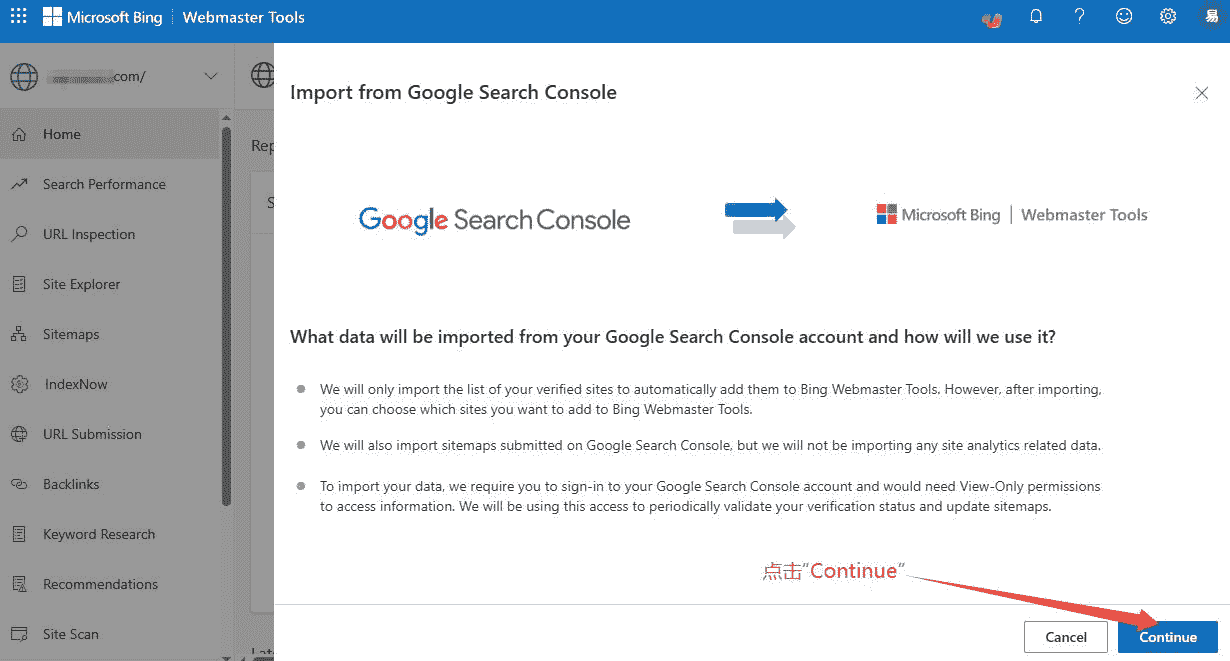 Microsoft Bing Webmaster Tools
易
com/
Home
Search Performance
URL Inspection
Site Explorer
Sitemaps
IndexNow
URL Submission
Backlinks
Keyword Research
Recommendations
Site Scan
Rep
S
Import from Google Search Console
Google Search Console
Microsoft Bing Webmaster Tools
What data will be imported from your Google Search Console account and how will we use it?
We will only import the list of your verified sites to automatically add them to Bing Webmaster Tools. However, after importing,
you can choose which sites you want to add to Bing Webmaster Tools.
We will also import sitemaps submitted on Google Search Console, but we will not be importing any site analytics related data.
To import your data, we require you to sign-in to your Google Search Console account and would need View-Only permissions
to access information. We will be using this access to periodically validate your verification status and update sitemaps.
点击“Continue”
Cancel
Continue